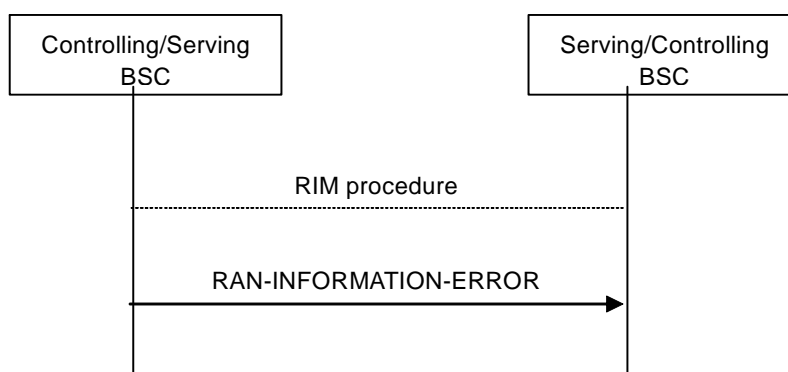 Controlling/Serving
BSC
Serving/Controlling
BSC
RIM procedure
RAN-INFORMATION-ERROR